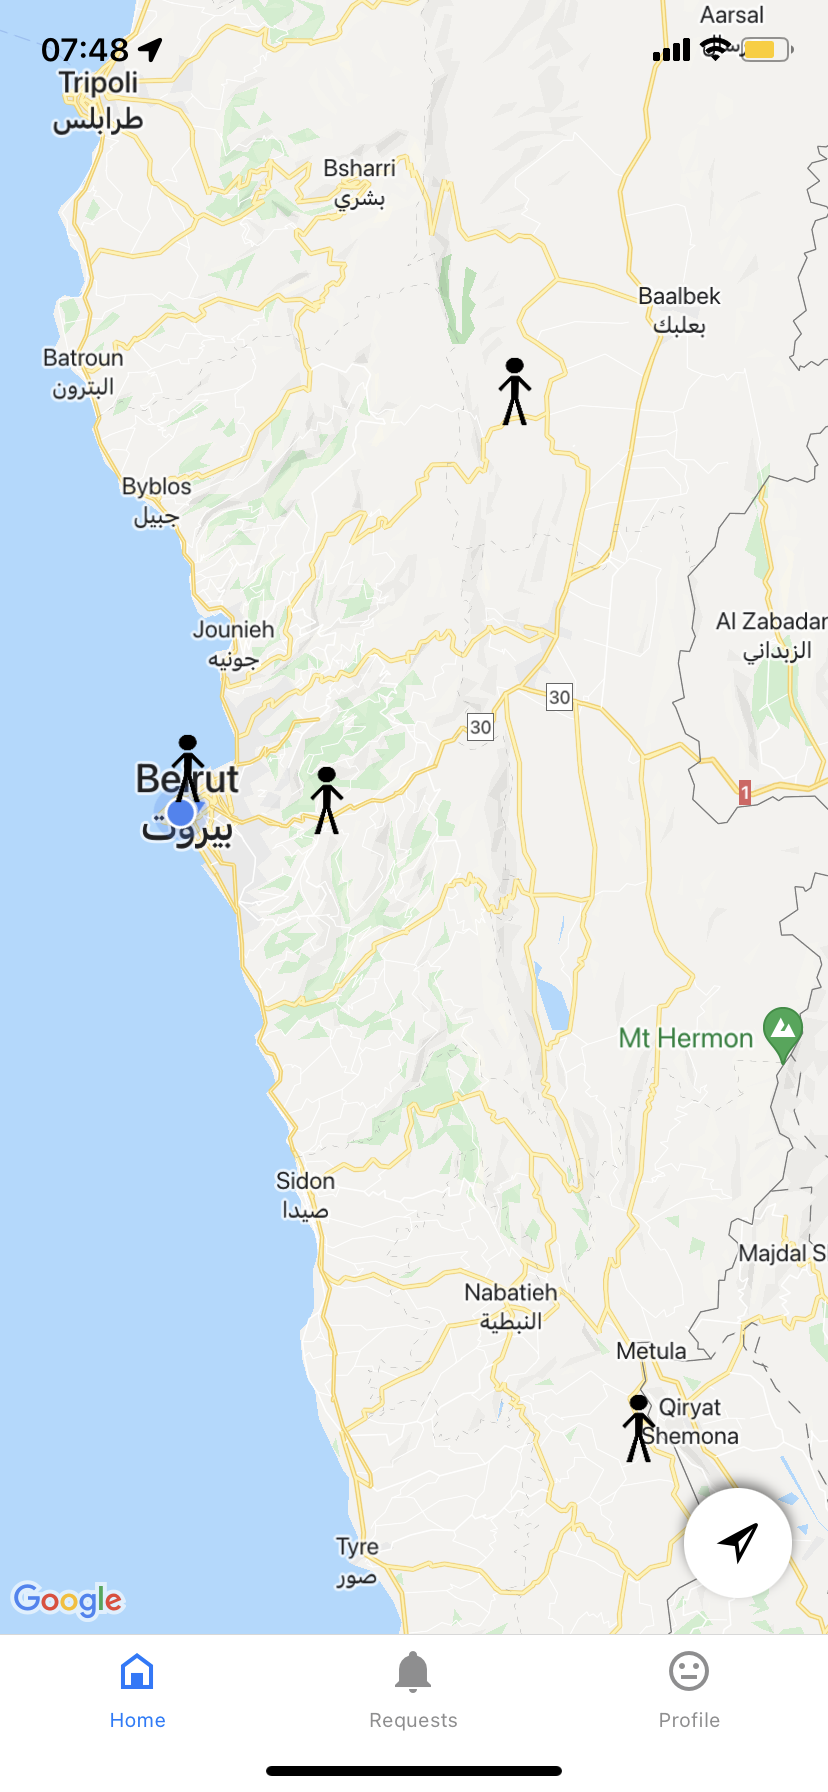 Aarsal
07:48
Tripoli
طرابلس
Bsharri
بشري
Baalbek
بعلبك
Batroun
البترون
Byblos
جبيل
Al Zabadan
الزبداني
Jounieh
جونيه
30
30
1
Beirut
بيروت
Mt Hermon
Sidon
صيدا
Majdal S
Nabatieh
النبطية
Metula
Qiryat
Shemona
Tyre
صور
Google
Home
Requests
Profile